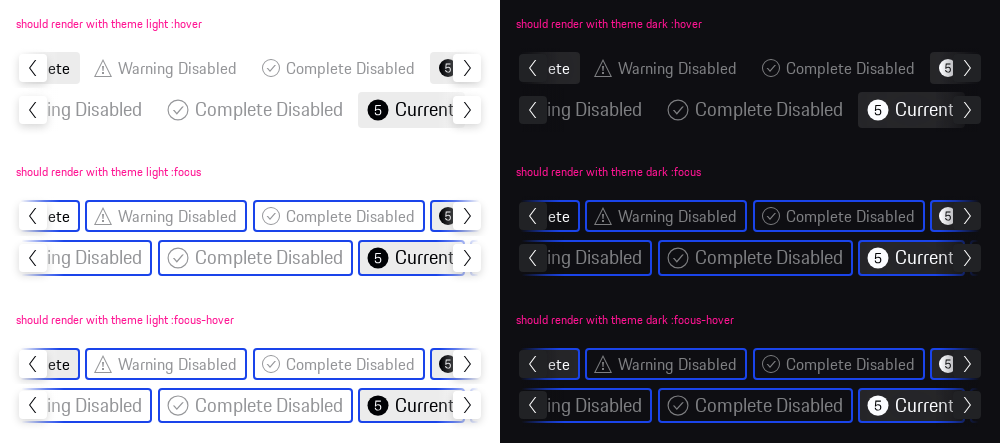 should render with theme light :hover
ete Warning Disabled Complete Disabled 5
ing Disabled Complete Disabled 5 Current
should render with theme light :focus
ete Warning Disabled Complete Disabled 5
ing Disabled Complete Disabled 5 Current
should render with theme light :focus-hover
ete Warning Disabled Complete Disabled 5
ing Disabled Complete Disabled 5 Current
should render with theme dark :hover
ete Warning Disabled Complete Disabled 5
ing Disabled Complete Disabled 5 Current
should render with theme dark :focus
ete Warning Disabled Complete Disabled 5
ing Disabled Complete Disabled 5 Current
should render with theme dark :focus-hover
ete Warning Disabled Complete Disabled 5
ing Disabled Complete Disabled 5 Current